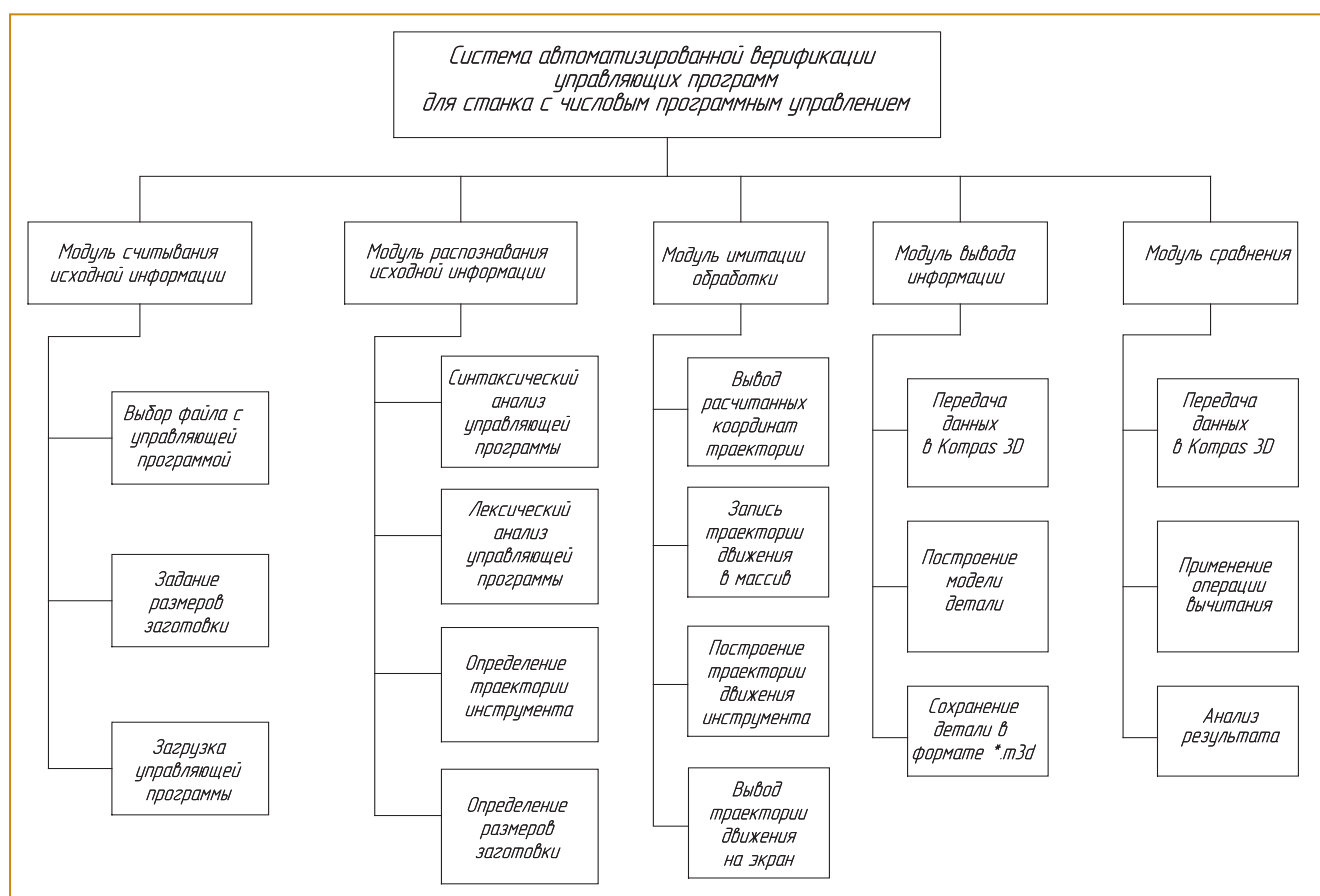 Система автоматизированной верификации
управляющих программ
для станка с числовым программным управлением
Модуль считывания
исходной информации
Модуль распознавания
исходной информации
Модуль имитации
обработки
Модуль вывода
информации
Модуль сравнения
Выбор файла с
управляющей
программой
Задание
размеров
заготовки
Загрузка
управляющей
программы
Синтаксический
анализ
управляющей
программы
Лексический
анализ
управляющей
программы
Определение
траектории
инструмента
Определение
размеров
заготовки
Вывод
расчитанных
координат
траектории
Запись
траектории
движения
в массив
Построение
траектории
движения
инструмента
Вывод
траектории
движения
на экран
Передача
данных
в Kompas 3D
Построение
модели
детали
Сохранение
детали в
формате *.m3d
Передача
данных
в Kompas 3D
Применение
операции
вычитания
Анализ
результата